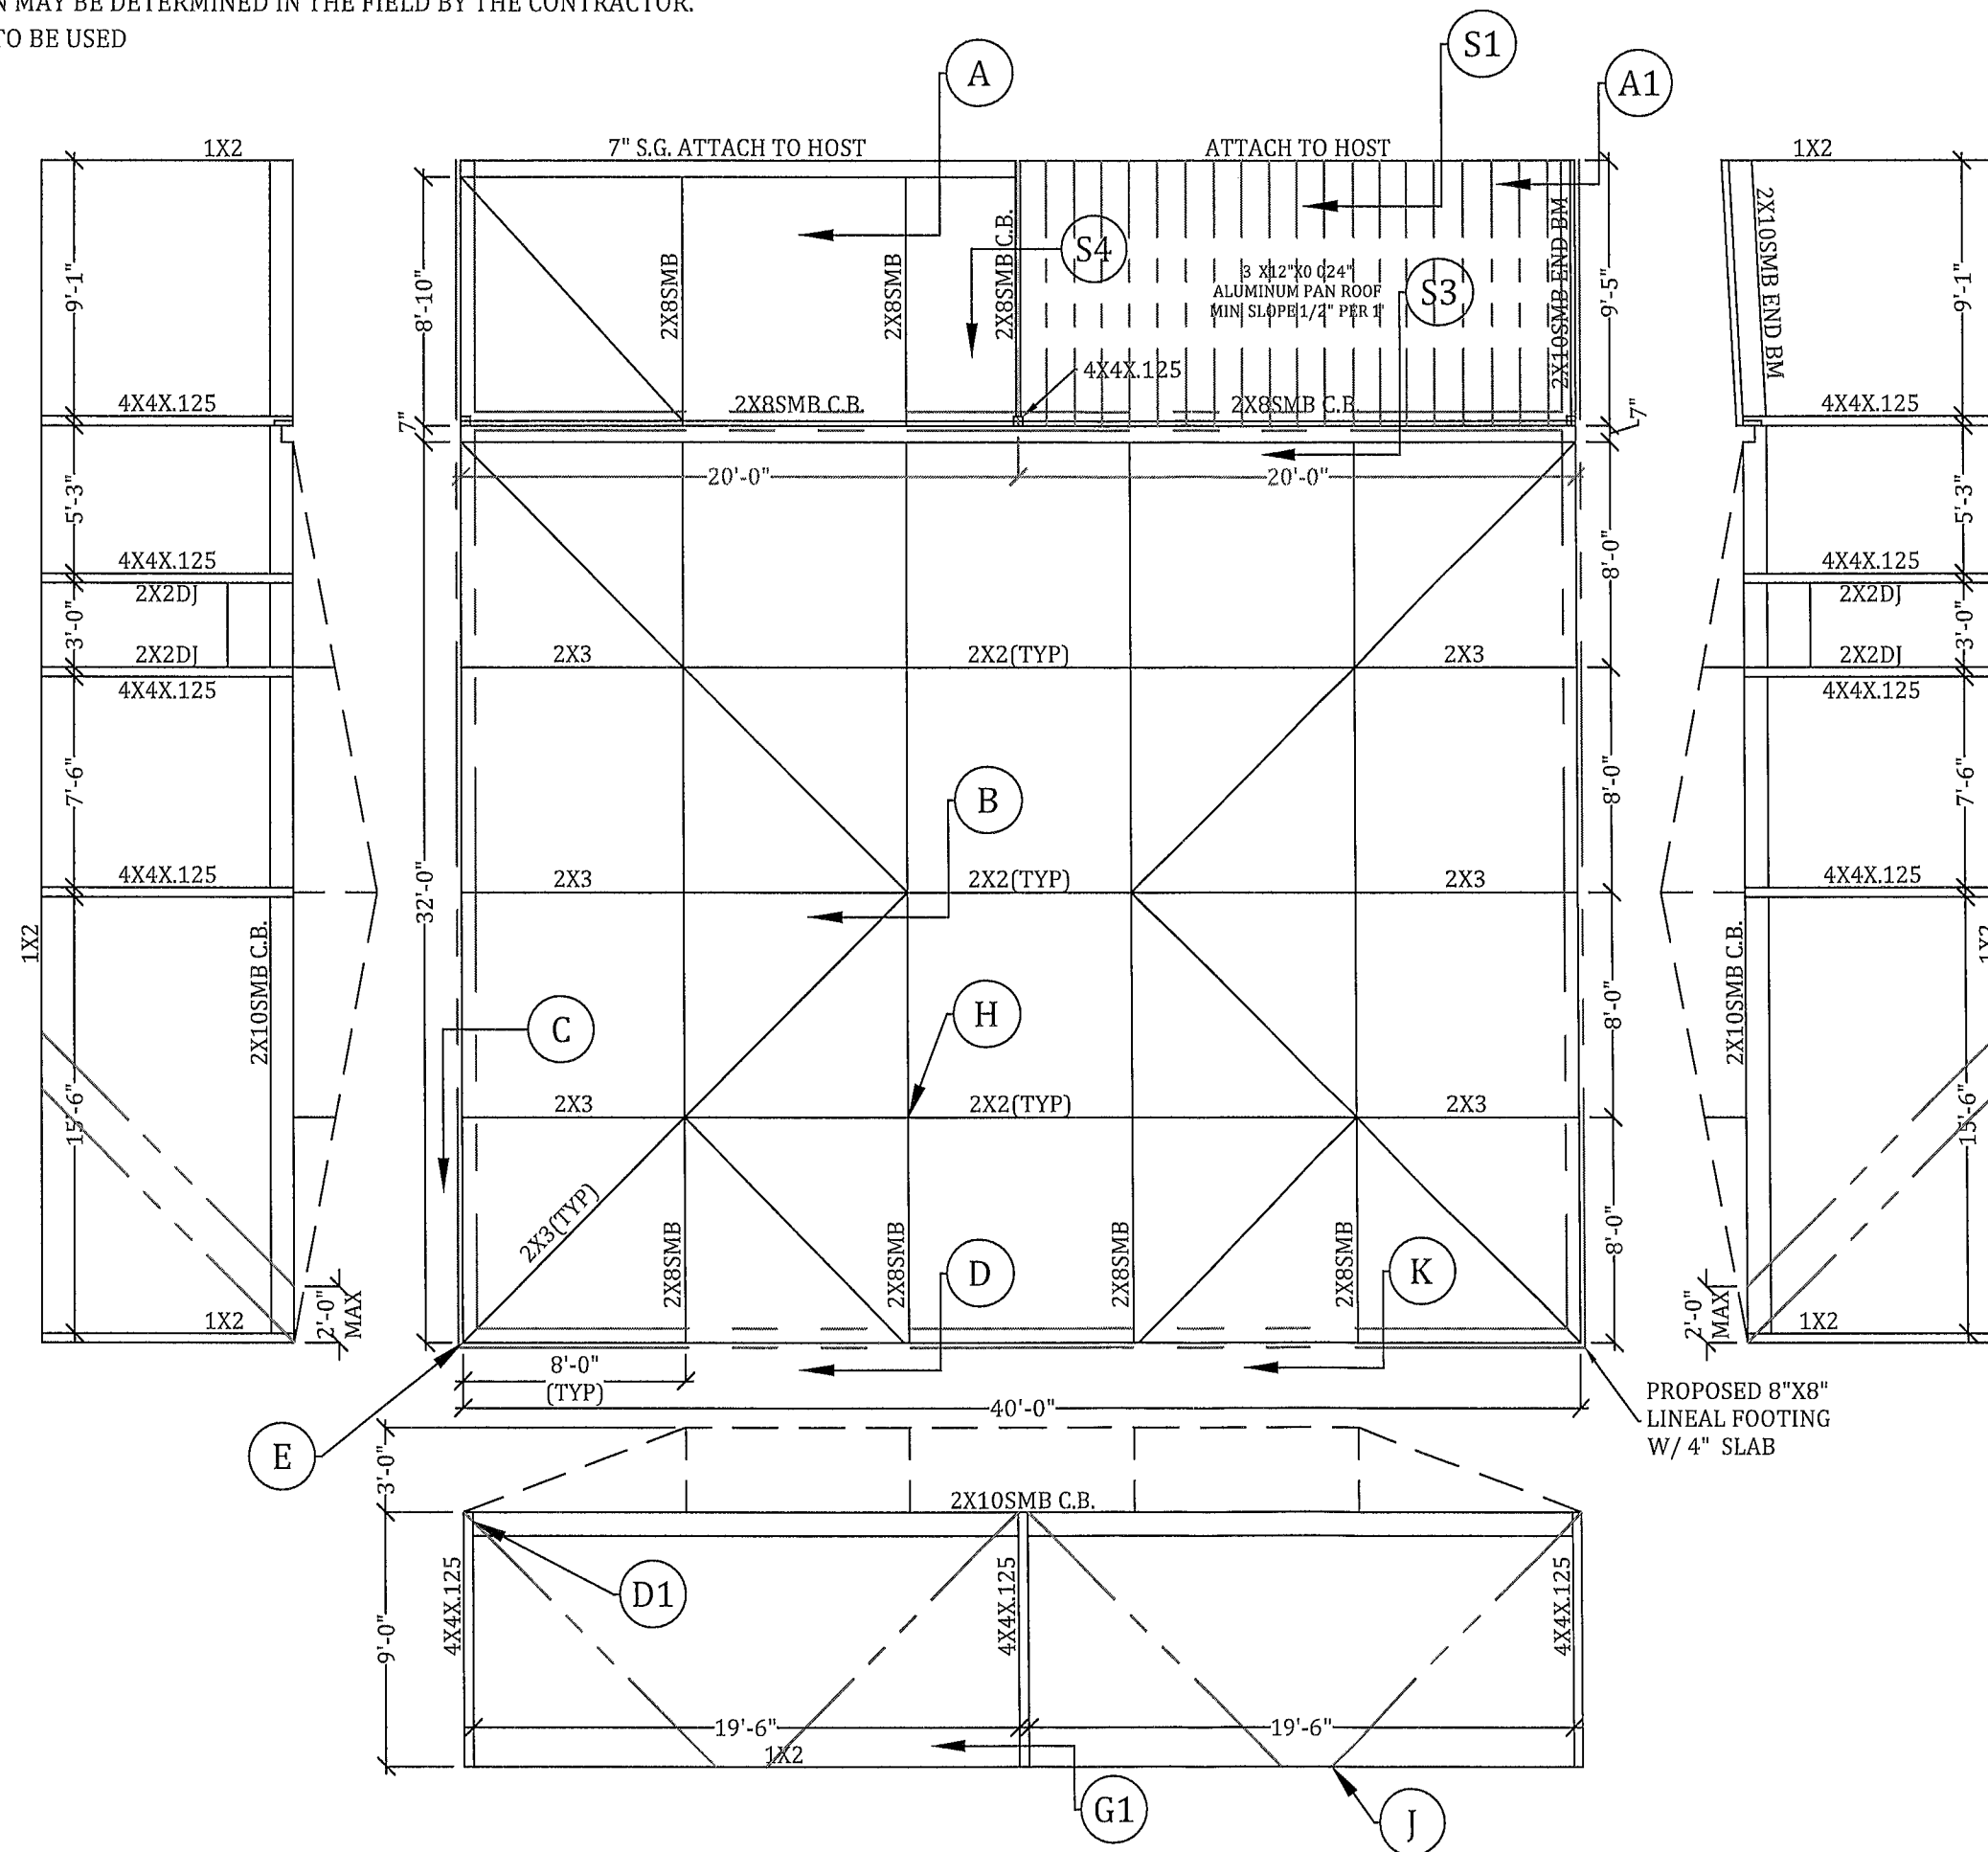 N MAY BE DETERMINED IN THE FIELD BY THE CONTRACTOR.
TO BE USED
A
S1
A1
1X2
7" S.G. ATTACH TO HOST
ATTACH TO HOST
1X2
9'-1"
8'-10"
2X8SMB
2X8SMB
2X8SMB C.B.
S4
3 X12"X0 024"
ALUMINUM PAN ROOF
MIN SLOPE 1/2" PER 1'
S3
2X10SMB END BM
9'-5"
2X10SMB END BM
9'-1"
4X4X.125
4X4X.125
2X8SMB C.B.
2X8SMB C.B.
7"
7"
4X4X.125
20'-0"
20'-0"
5'-3"
8'-0"
5'-3"
4X4X.125
4X4X.125
2X2DJ
2X2DJ
3'-0"
3'-0"
2X2DJ
2X3
2X2(TYP)
2X3
2X2DJ
4X4X.125
4X4X.125
7'-6"
B
8'-0"
7'-6"
4X4X.125
2X3
2X2(TYP)
2X3
4X4X.125
32'-0"
1X2
2X10SMB C.B.
C
H
8'-0"
2X10SMB C.B.
1X2
15'-6"
2X3
2X2(TYP)
2X3
15'-6"
2X3(TYP)
2X8SMB
2X8SMB
2X8SMB
2X8SMB
D
K
8'-0"
1X2
2'-0"
MAX
2'-0"
MAX
1X2
8'-0"
(TYP)
40'-0"
PROPOSED 8"X8"
LINEAL FOOTING
W/ 4" SLAB
E
3'-0"
2X10SMB C.B.
4X4X.125
D1
4X4X.125
4X4X.125
9'-0"
19'-6"
19'-6"
1X2
G1
J